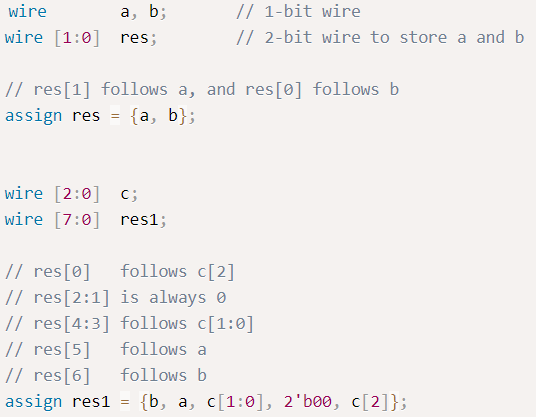 wire a, b; // 1-bit wire
wire [1:0] res; // 2-bit wire to store a and b
// res[1] follows a, and res[0] follows b
assign res = {a, b};
wire [2:0] c;
wire [7:0] res1;
// res[0] follows c[2]
// res[2:1] is always 0
// res[4:3] follows c[1:0]
// res[5] follows a
// res[6] follows b
assign res1 = {b, a, c[1:0], 2'b00, c[2]};